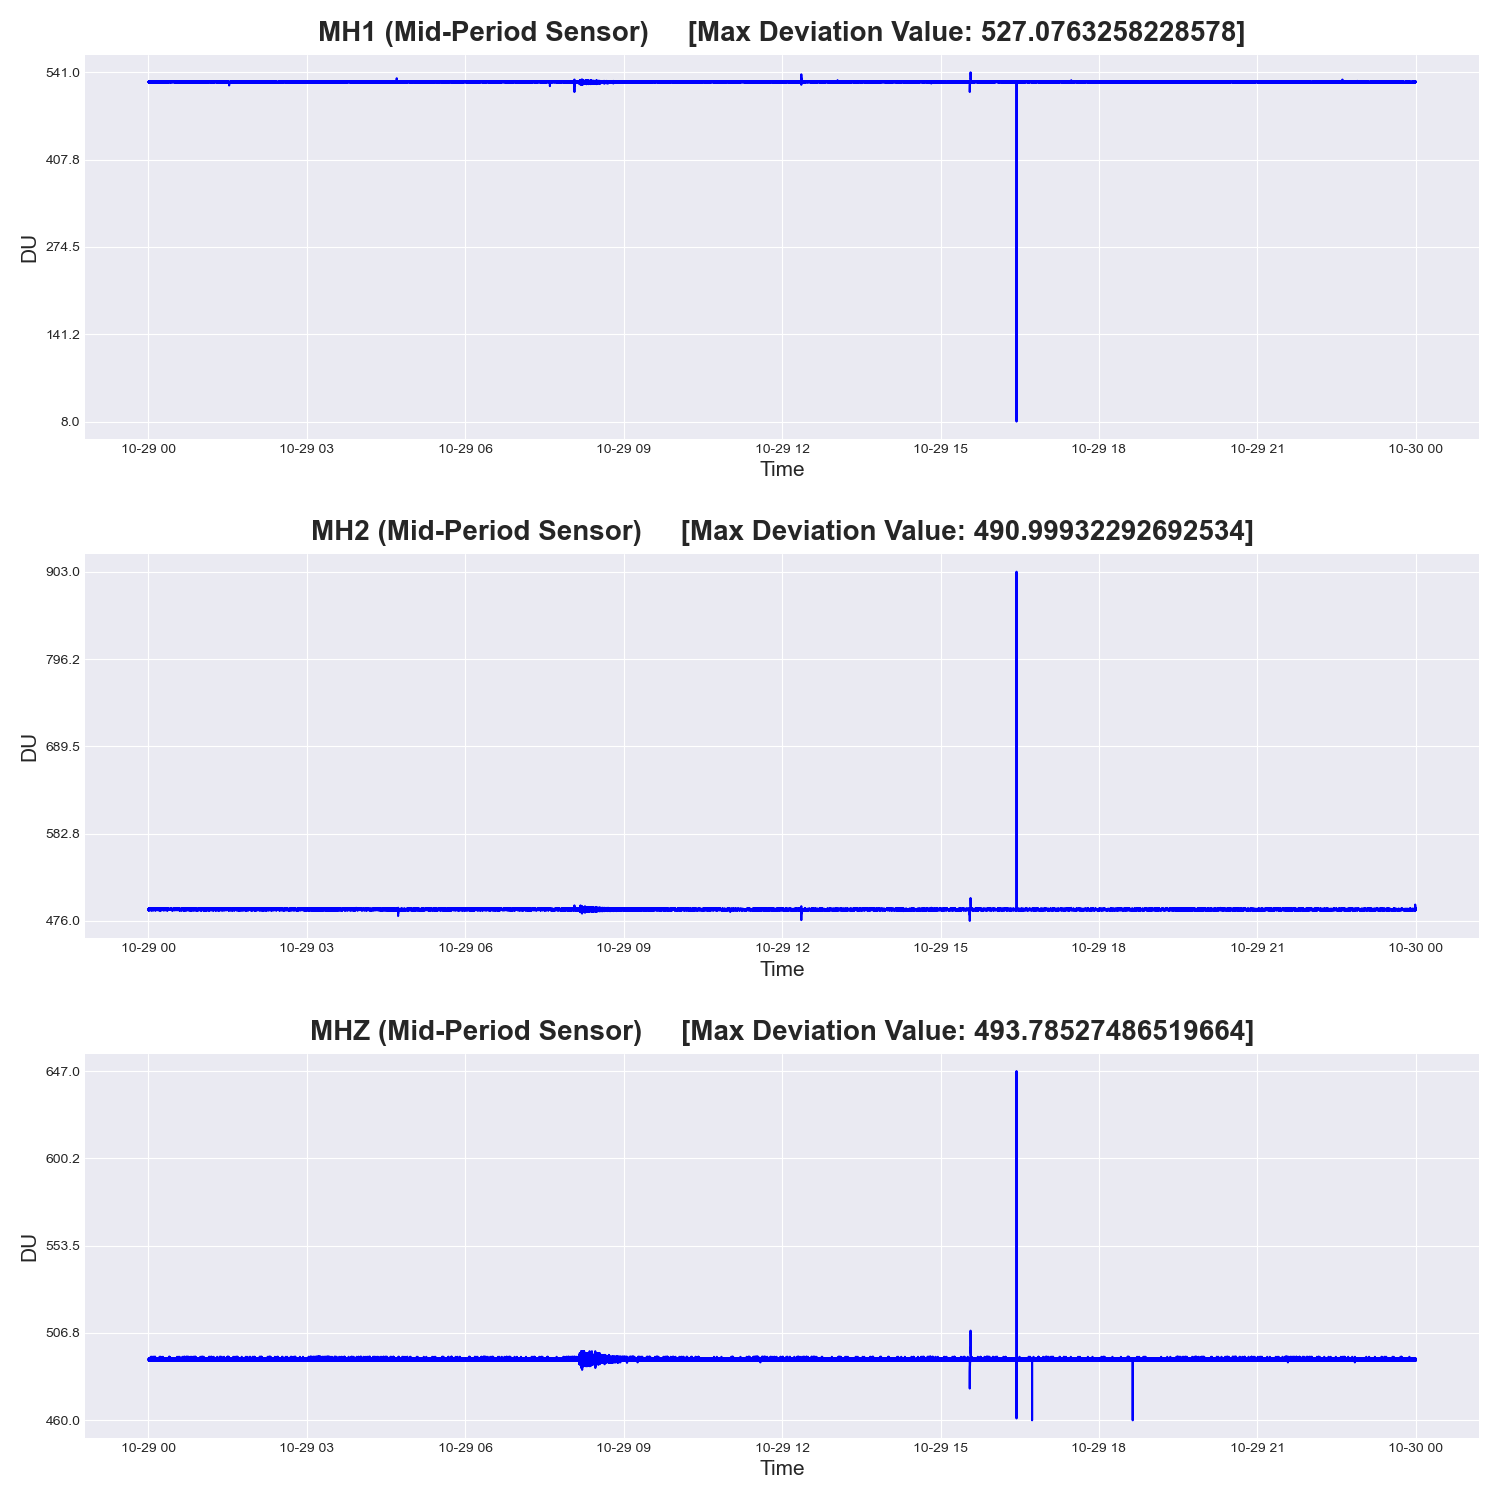 MH1 (Mid-Period Sensor) [Max Deviation Value: 527.0763258228578]
541.0
407.8
274.5
141.2
8.0
DU
10-29 00 10-29 03 10-29 06 10-29 09 10-29 12 10-29 15 10-29 18 10-29 21 10-30 00
Time
MH2 (Mid-Period Sensor) [Max Deviation Value: 490.99932292692534]
903.0
796.2
689.5
582.8
476.0
DU
10-29 00 10-29 03 10-29 06 10-29 09 10-29 12 10-29 15 10-29 18 10-29 21 10-30 00
Time
MHZ (Mid-Period Sensor) [Max Deviation Value: 493.78527486519664]
647.0
600.2
553.5
506.8
460.0
DU
10-29 00 10-29 03 10-29 06 10-29 09 10-29 12 10-29 15 10-29 18 10-29 21 10-30 00
Time